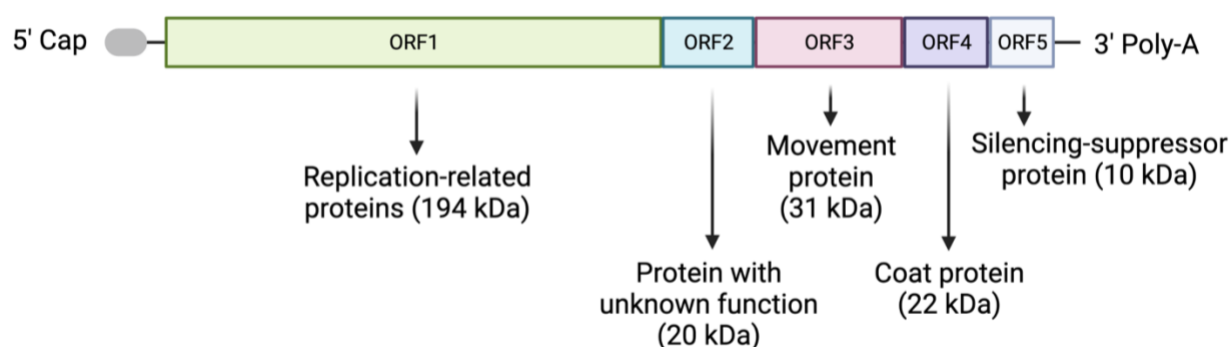 5' Cap
ORF1
ORF2
ORF3
ORF4
ORF5
3' Poly-A
Replication-related
proteins (194 kDa)
Protein with
unknown function
(20 kDa)
Movement
protein
(31 kDa)
Coat protein
(22 kDa)
Silencing-suppressor
protein (10 kDa)